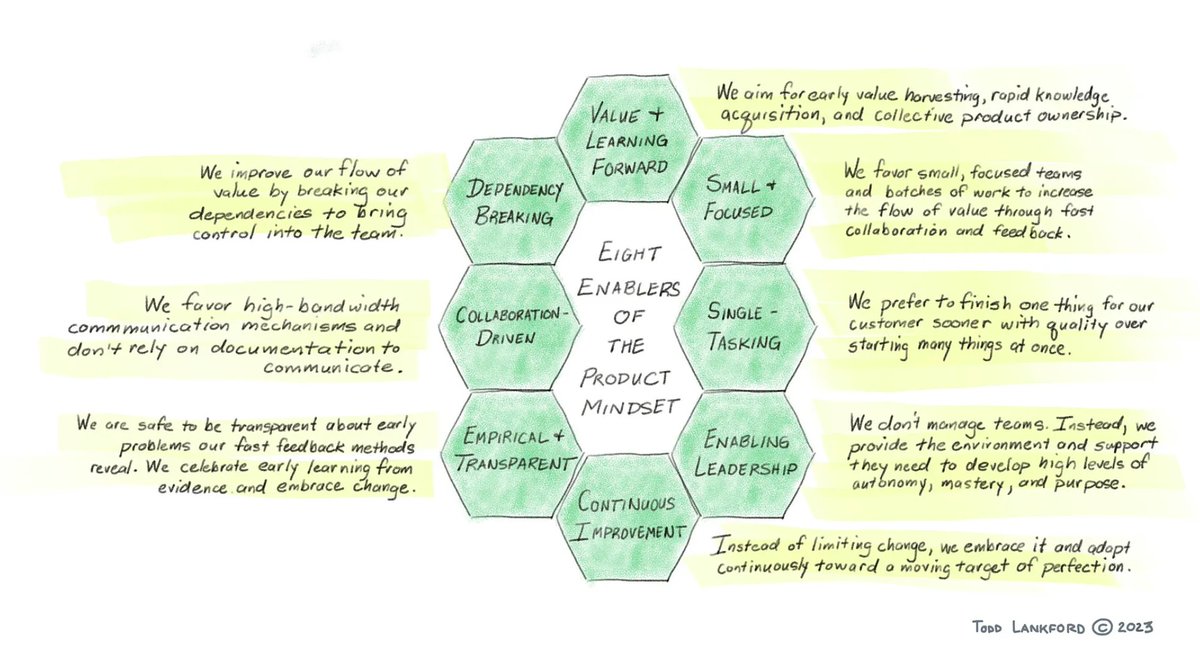 VALUE +
LEARNING
FORWARD
We aim for early value harvesting, rapid knowledge
acquisition, and collective product ownership.
SMALL +
FOCUSED
We favor small, focused teams
and batches of work to increase
the flow of value through fast
collaboration and feedback.
SINGLE -
TASKING
We prefer to finish one thing for our
customer sooner with quality over
starting many things at once.
ENABLING
LEADERSHIP
We don't manage teams. Instead, we
provide the environment and support
they need to develop high levels of
autonomy, mastery, and purpose.
CONTINUOUS
IMPROVEMENT
Instead of limiting change, we embrace it and adapt
continuously toward a moving target of perfection.
EMPIRICAL +
TRANSPARENT
We are safe to be transparent about early
problems our fast feedback methods
reveal. We celebrate early learning from
evidence and embrace change.
COLLABORATION-
DRIVEN
We favor high-bandwidth
communication mechanisms and
don't rely on documentation to
communicate.
DEPENDENCY
BREAKING
We improve our flow of
value by breaking our
dependencies to bring
control into the team.
EIGHT
ENABLERS
OF
THE
PRODUCT
MINDSET
TODD LANKFORD © 2023